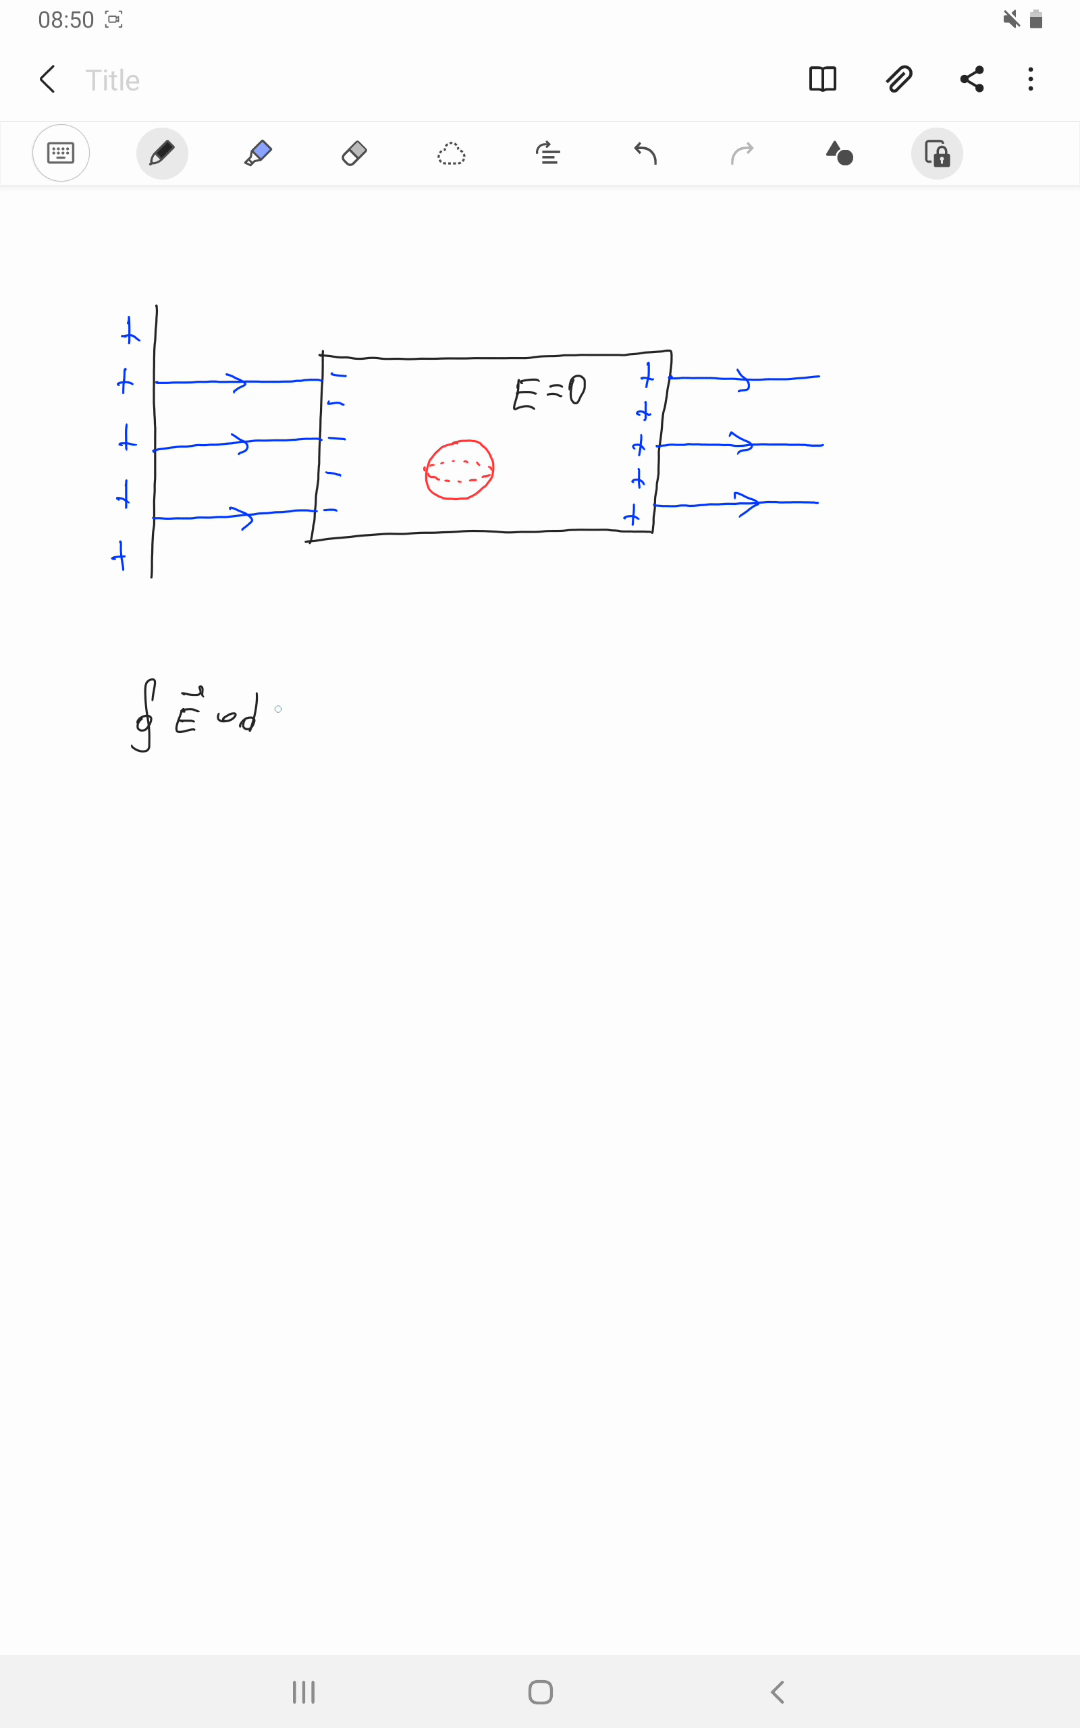 08:50
Title
+
+ − E=0 +
− +
+ − +
+ − +
+ − +
∮ E⃗ · d